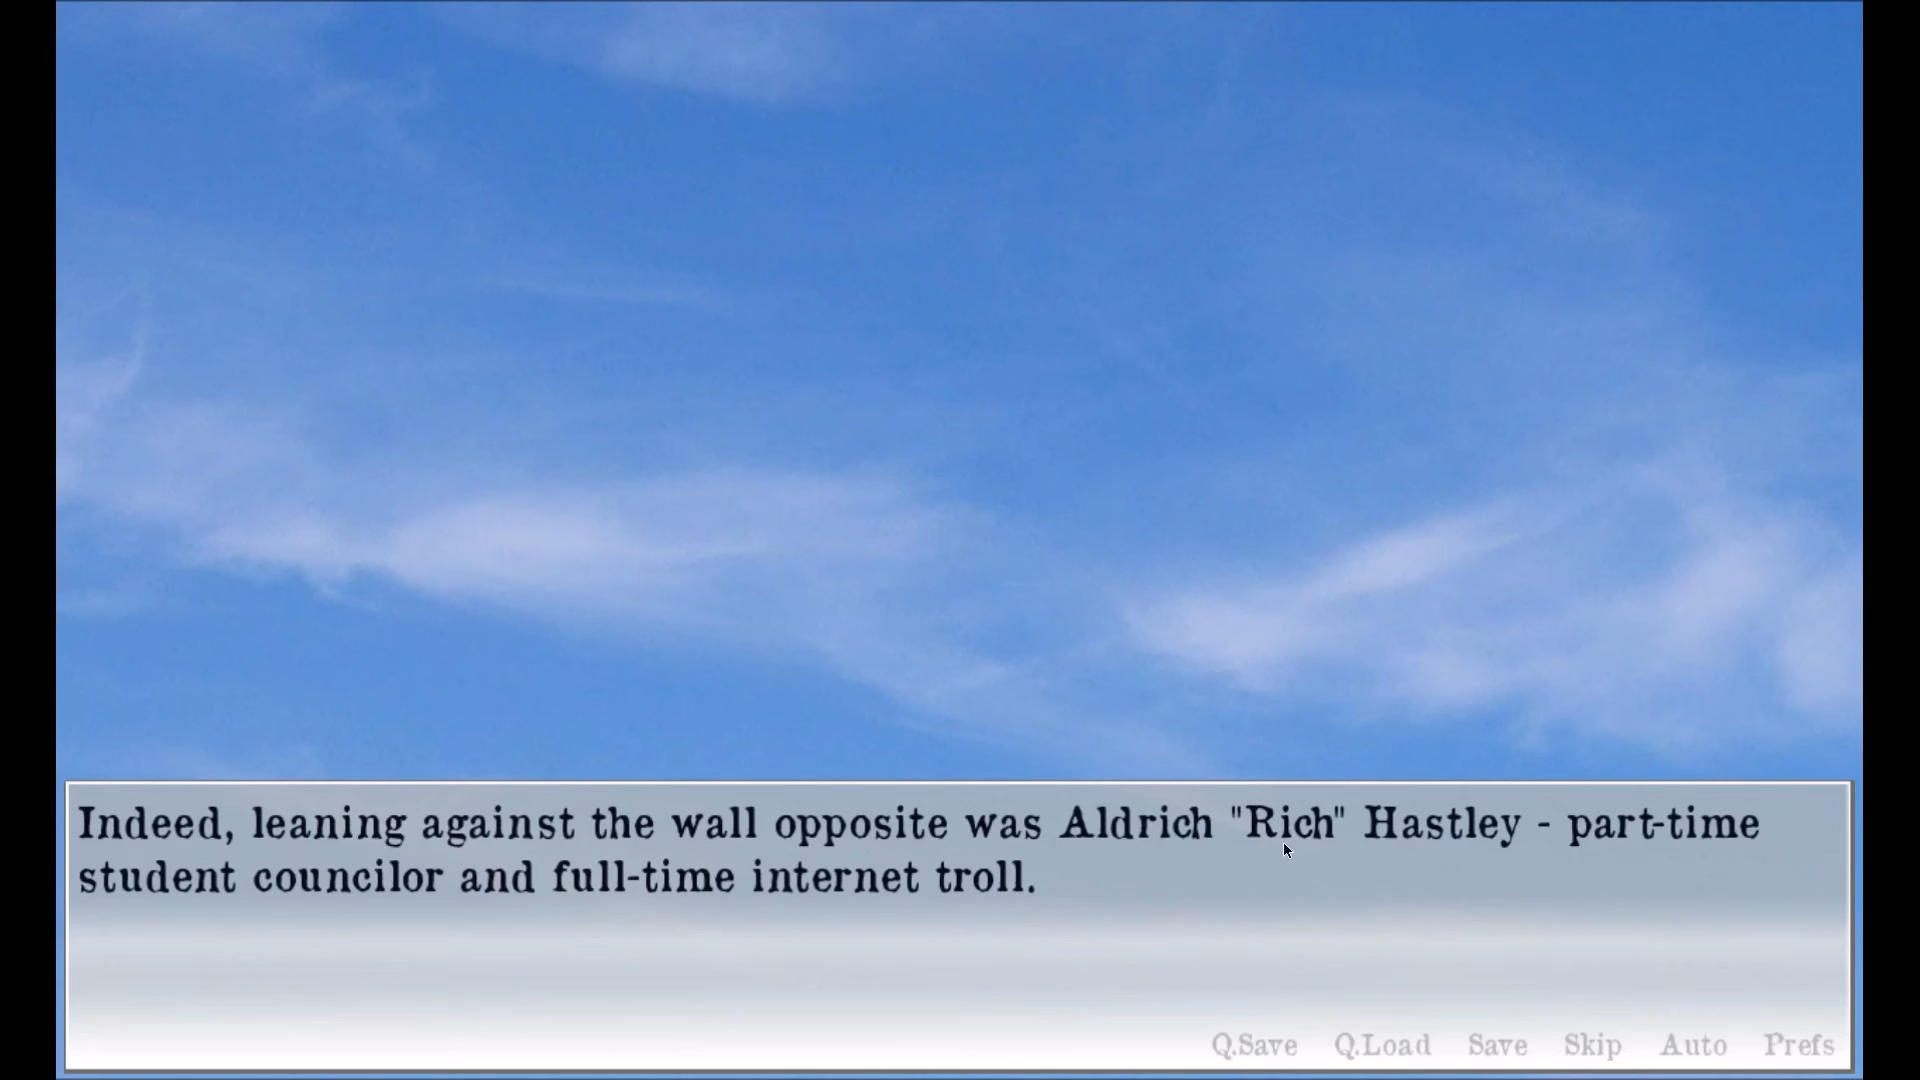 Indeed, leaning against the wall opposite was Aldrich "Rich" Hastley - part-time
student councilor and full-time internet troll.
Q.Save Q.Load Save Skip Auto Prefs